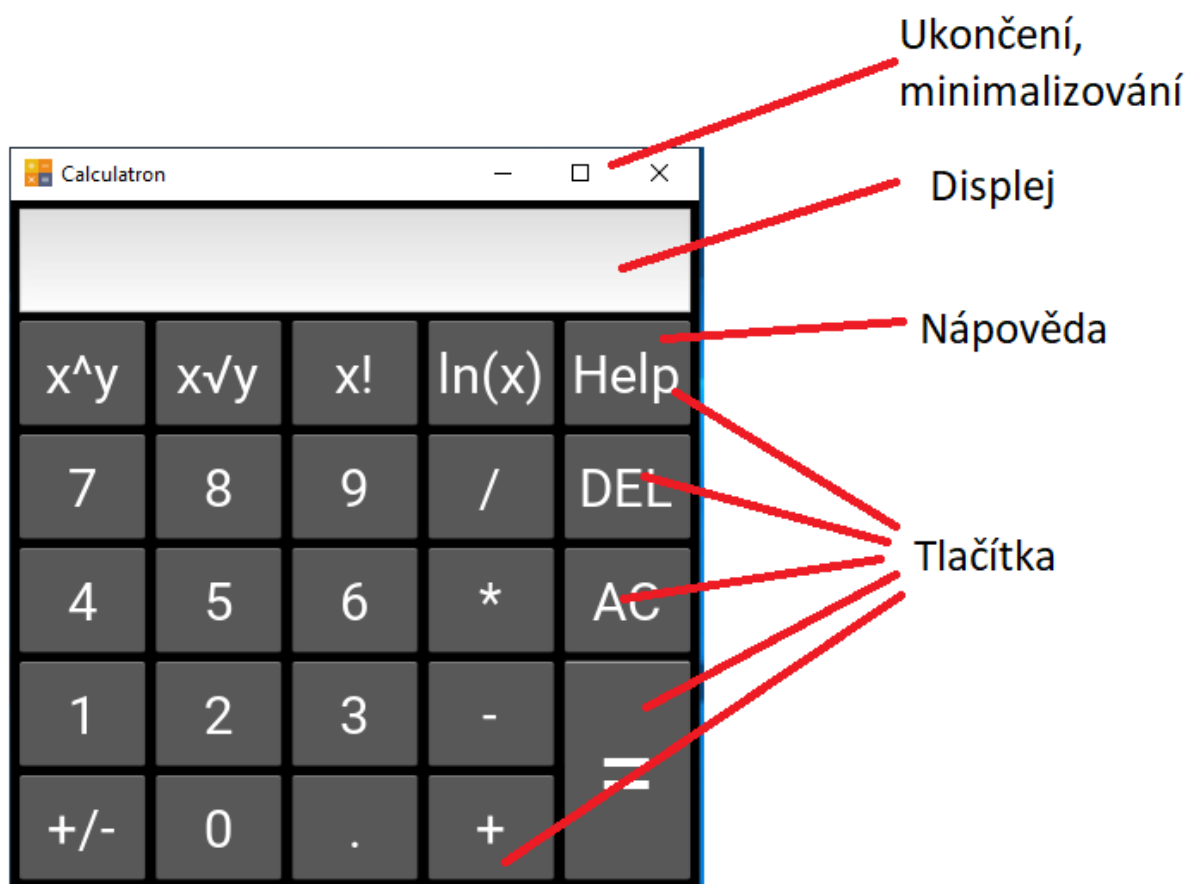 Ukončení,
minimalizování
Calculatron
Displej
Nápověda
x^y x√y x! ln(x) Help
7 8 9 / DEL
4 5 6 * AC
Tlačítka
1 2 3 -
=
+/- 0 . +